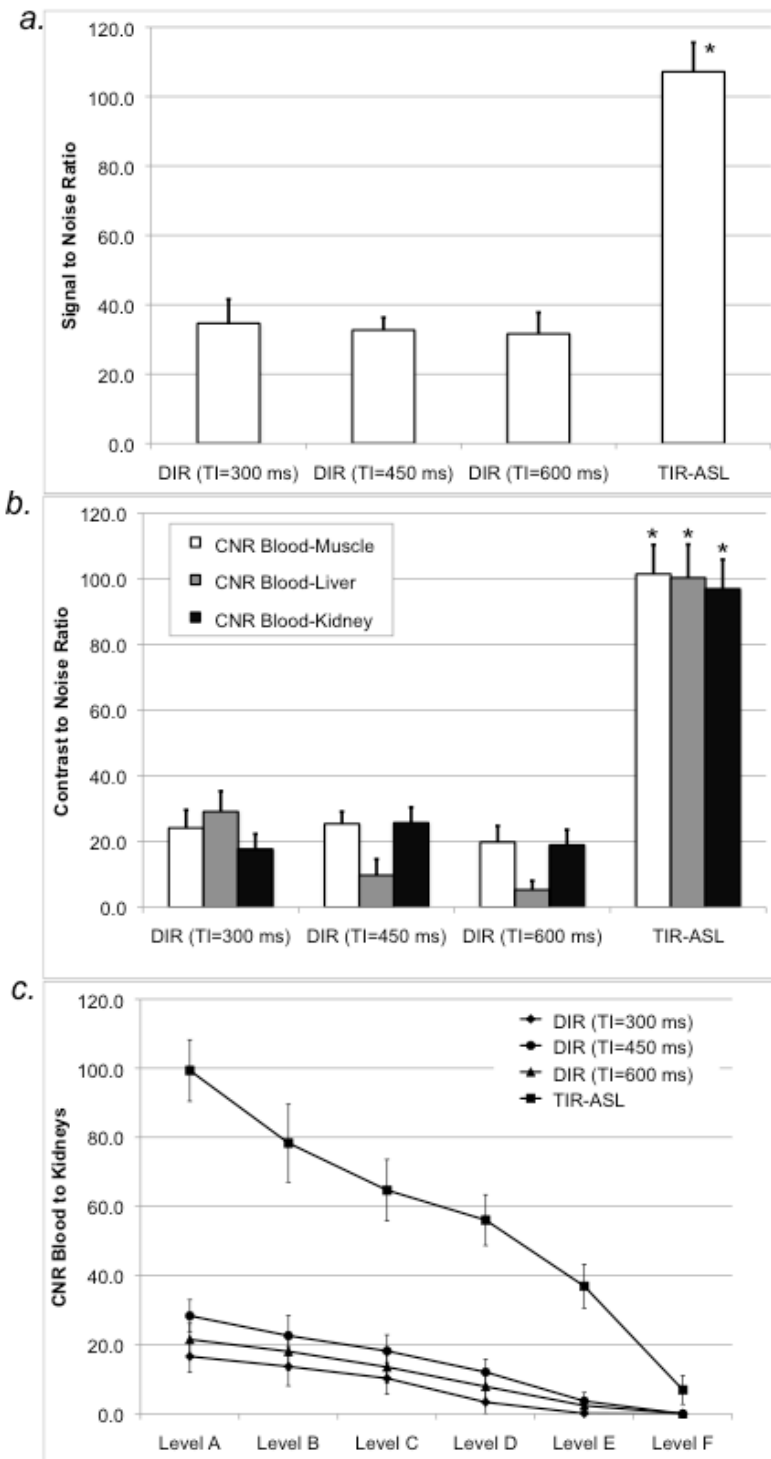 a.
120.0
100.0
80.0
60.0
40.0
20.0
0.0
Signal to Noise Ratio
*
DIR (TI=300 ms) DIR (TI=450 ms) DIR (TI=600 ms) TIR-ASL
b.
120.0
100.0
80.0
60.0
40.0
20.0
0.0
Contrast to Noise Ratio
CNR Blood-Muscle
CNR Blood-Liver
CNR Blood-Kidney
* * *
DIR (TI=300 ms) DIR (TI=450 ms) DIR (TI=600 ms) TIR-ASL
c.
120.0
100.0
80.0
60.0
40.0
20.0
0.0
CNR Blood to Kidneys
DIR (TI=300 ms)
DIR (TI=450 ms)
DIR (TI=600 ms)
TIR-ASL
Level A Level B Level C Level D Level E Level F